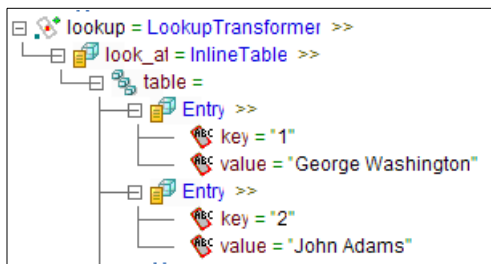 lookup = LookupTransformer >>
look_at = InlineTable >>
table =
Entry >>
key = "1"
value = "George Washington"
Entry >>
key = "2"
value = "John Adams"